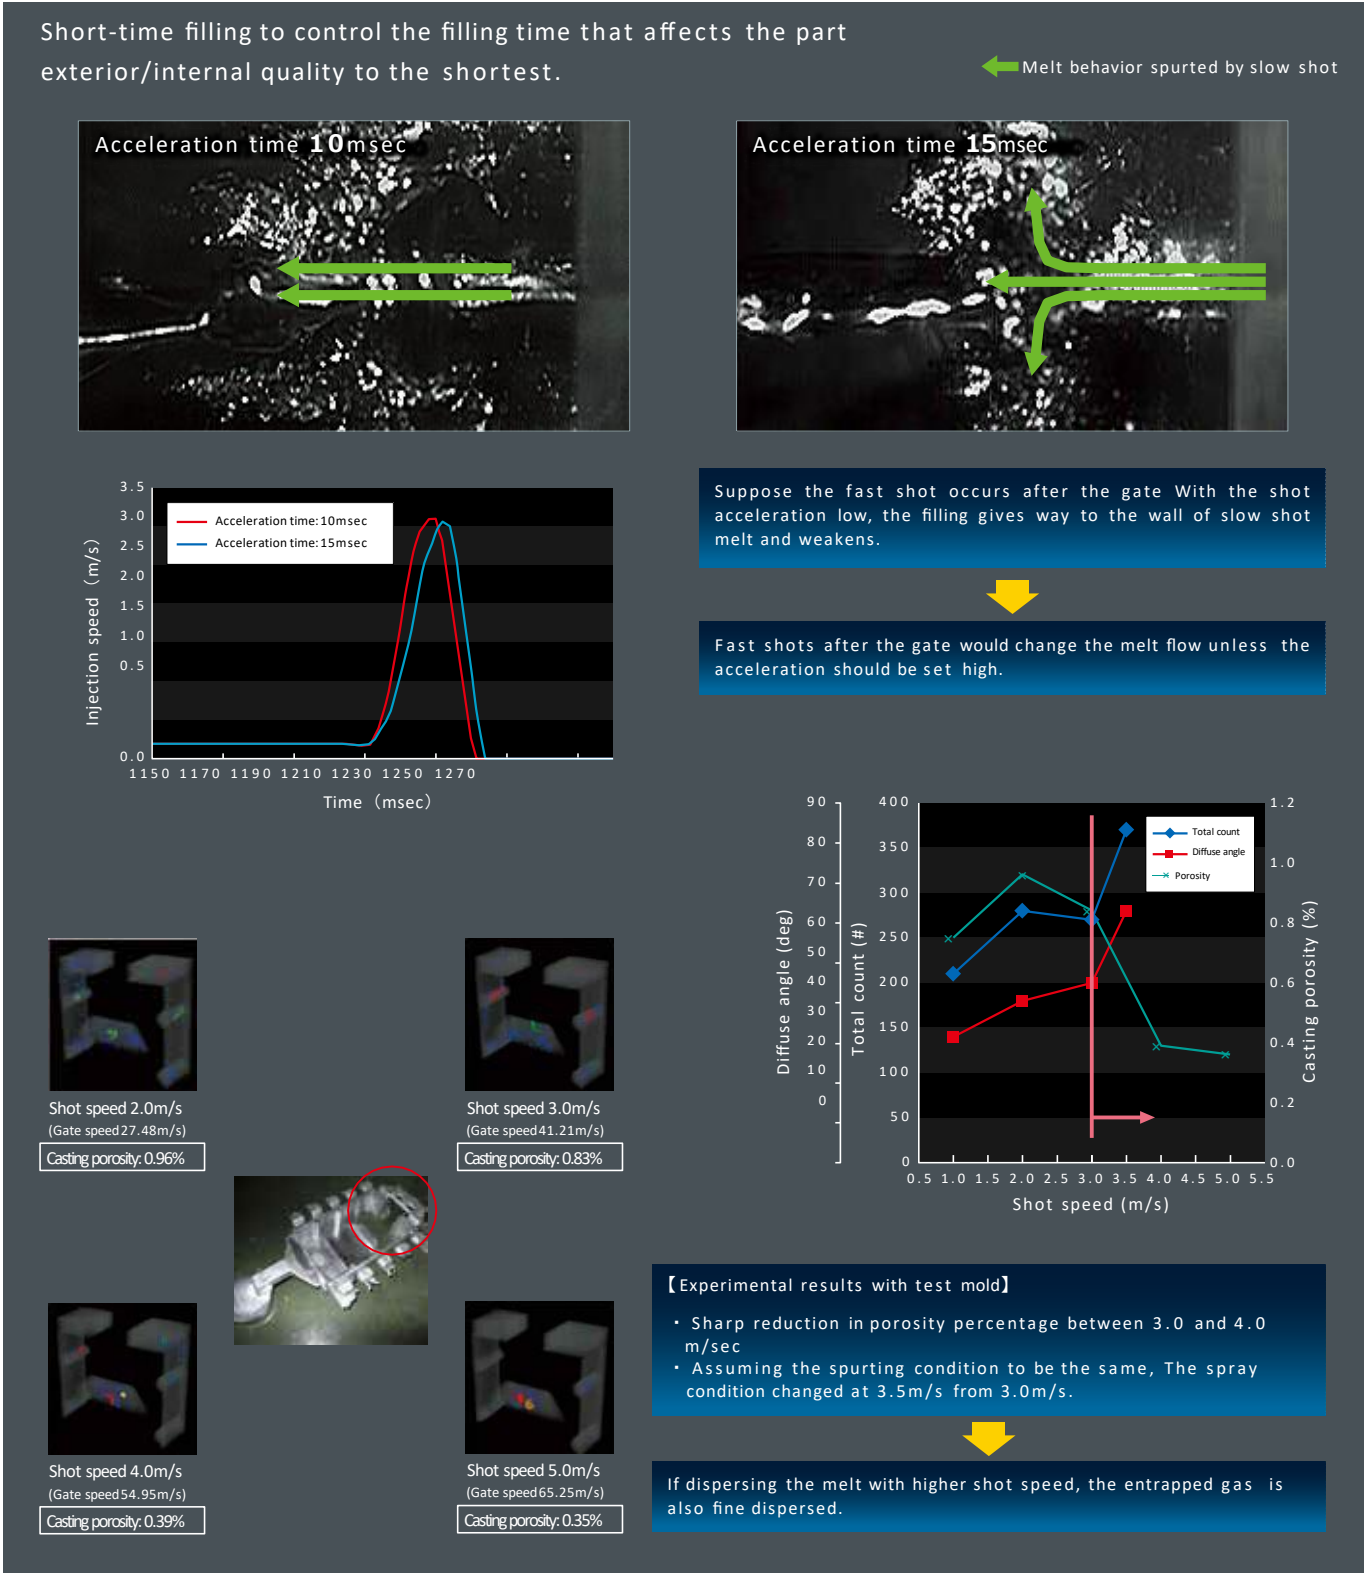 Short-time filling to control the filling time that affects the part
exterior/internal quality to the shortest.
Melt behavior spurted by slow shot
Acceleration time 10msec
Acceleration time 15msec
3.5
3.0
2.5
2.0
1.5
1.0
0.5
0.0
Injection speed (m/s)
Acceleration time:10msec
Acceleration time:15msec
1150 1170 1190 1210 1230 1250 1270
Time (msec)
Suppose the fast shot occurs after the gate With the shot
acceleration low, the filling gives way to the wall of slow shot
melt and weakens.
Fast shots after the gate would change the melt flow unless the
acceleration should be set high.
90
80
70
60
50
40
30
20
10
0
Diffuse angle (deg)
400
350
300
250
200
150
100
50
0
Total count (#)
Total count
Diffuse angle
Porosity
1.2
1.0
0.8
0.6
0.4
0.2
0.0
Casting porosity (%)
0.5 1.0 1.5 2.0 2.5 3.0 3.5 4.0 4.5 5.0 5.5
Shot speed (m/s)
Shot speed 2.0m/s
(Gate speed27.48m/s)
Casting porosity: 0.96%
Shot speed 3.0m/s
(Gate speed41.21m/s)
Casting porosity: 0.83%
Shot speed 4.0m/s
(Gate speed54.95m/s)
Casting porosity: 0.39%
Shot speed 5.0m/s
(Gate speed65.25m/s)
Casting porosity: 0.35%
【Experimental results with test mold】
・ Sharp reduction in porosity percentage between 3.0 and 4.0
m/sec
・ Assuming the spurting condition to be the same, The spray
condition changed at 3.5m/s from 3.0m/s.
If dispersing the melt with higher shot speed, the entrapped gas is
also fine dispersed.